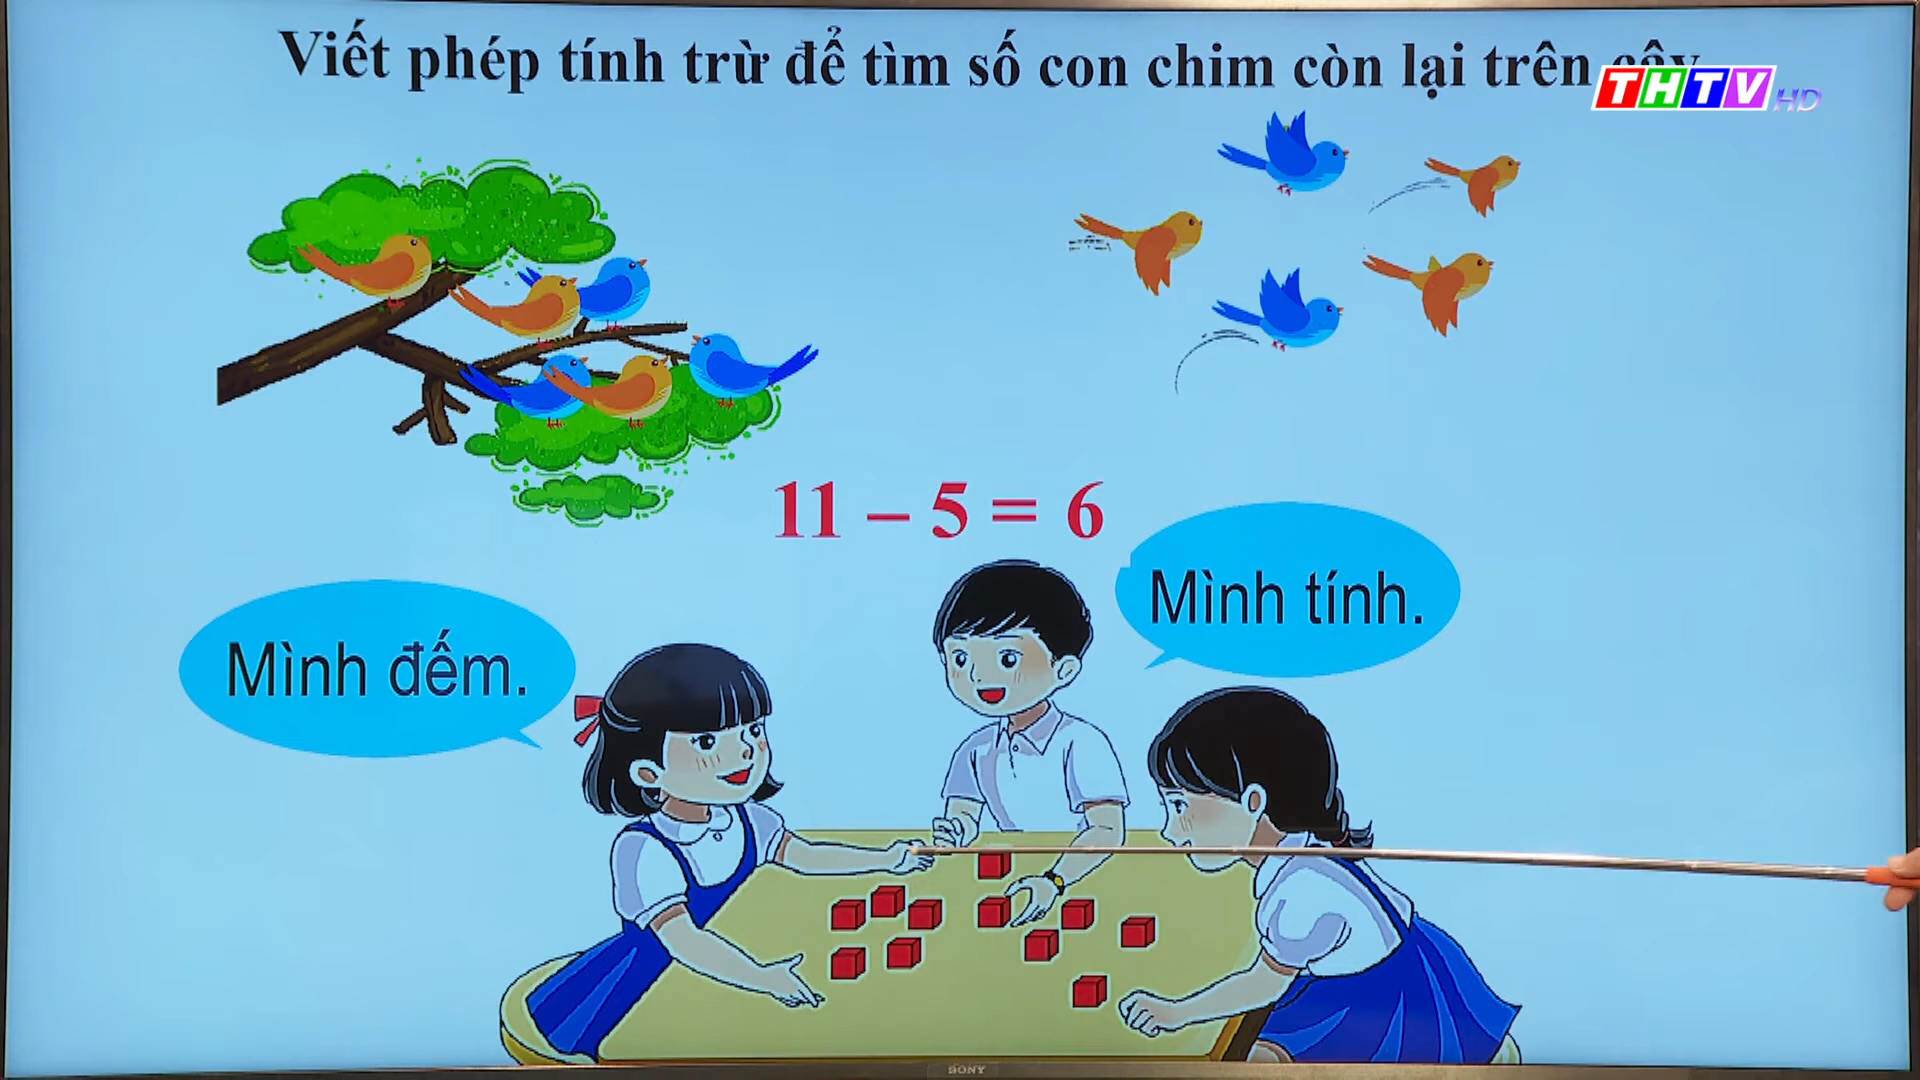 Viết phép tính trừ để tìm số con chim còn lại trên cây
THTV HD
11 – 5 = 6
Mình tính.
Mình đếm.
SONY